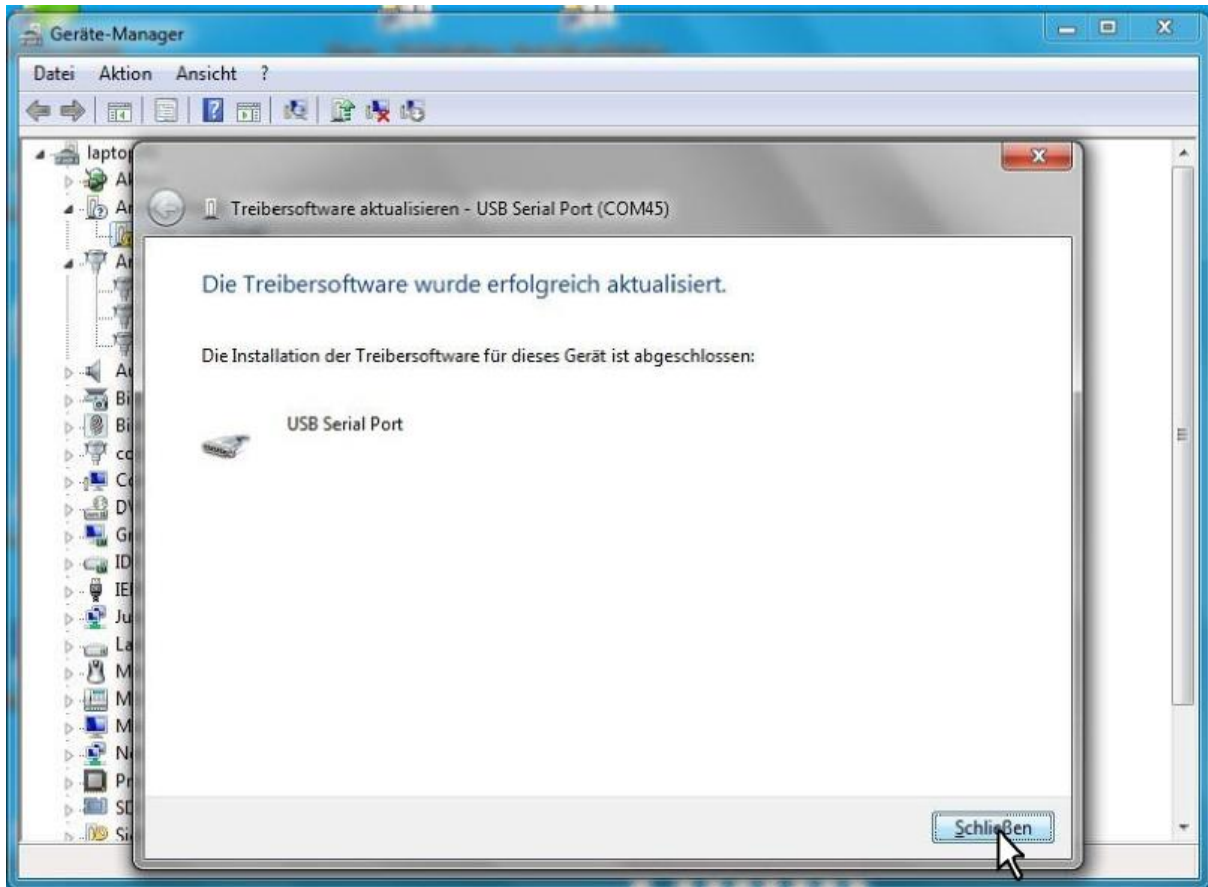 Geräte-Manager
Datei Aktion Ansicht ?
laptop
Treibersoftware aktualisieren - USB Serial Port (COM45)
Die Treibersoftware wurde erfolgreich aktualisiert.
Die Installation der Treibersoftware für dieses Gerät ist abgeschlossen:
USB Serial Port
Schließen